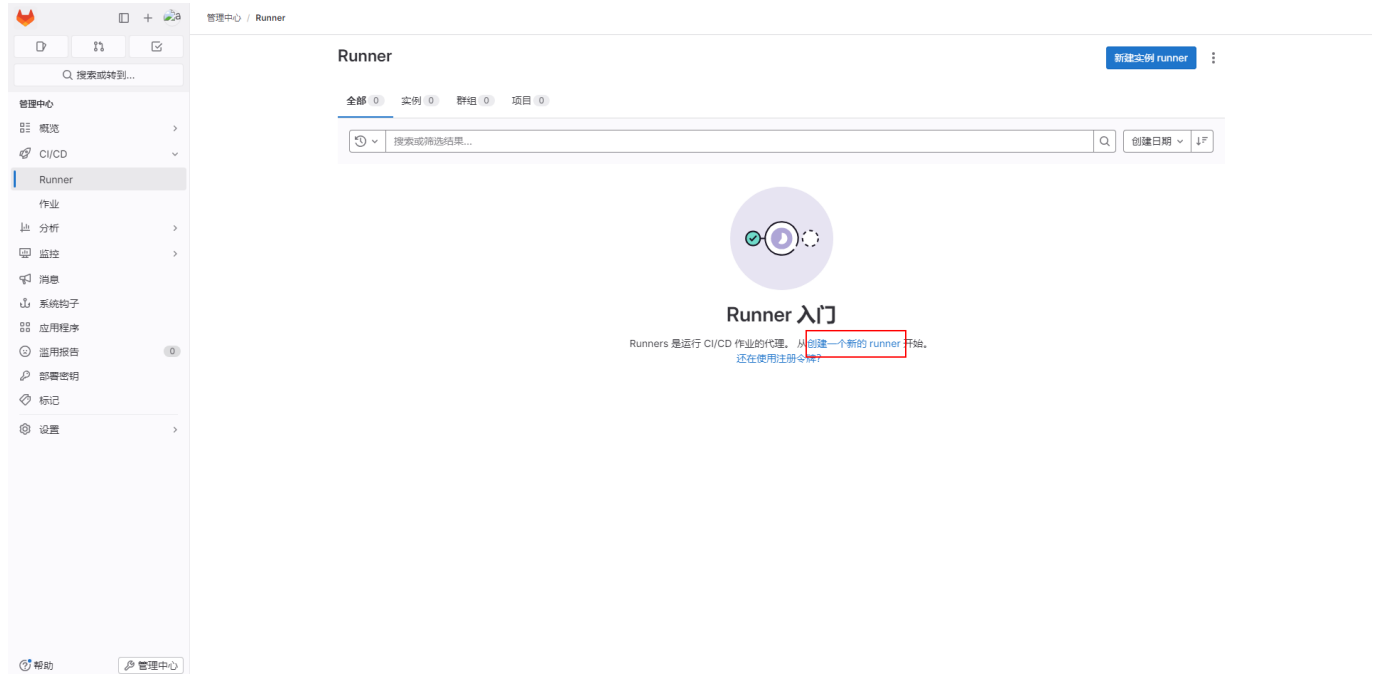 a
管理中心 / Runner
搜索或转到...
管理中心
概览
CI/CD
Runner
作业
分析
监控
消息
系统钩子
应用程序
滥用报告 0
部署密钥
标记
设置
帮助
管理中心
Runner
新建实例 runner
全部 0 实例 0 群组 0 项目 0
搜索或筛选结果...
创建日期
Runner 入门
Runners 是运行 CI/CD 作业的代理。 从创建一个新的 runner 开始。
还在使用注册令牌?